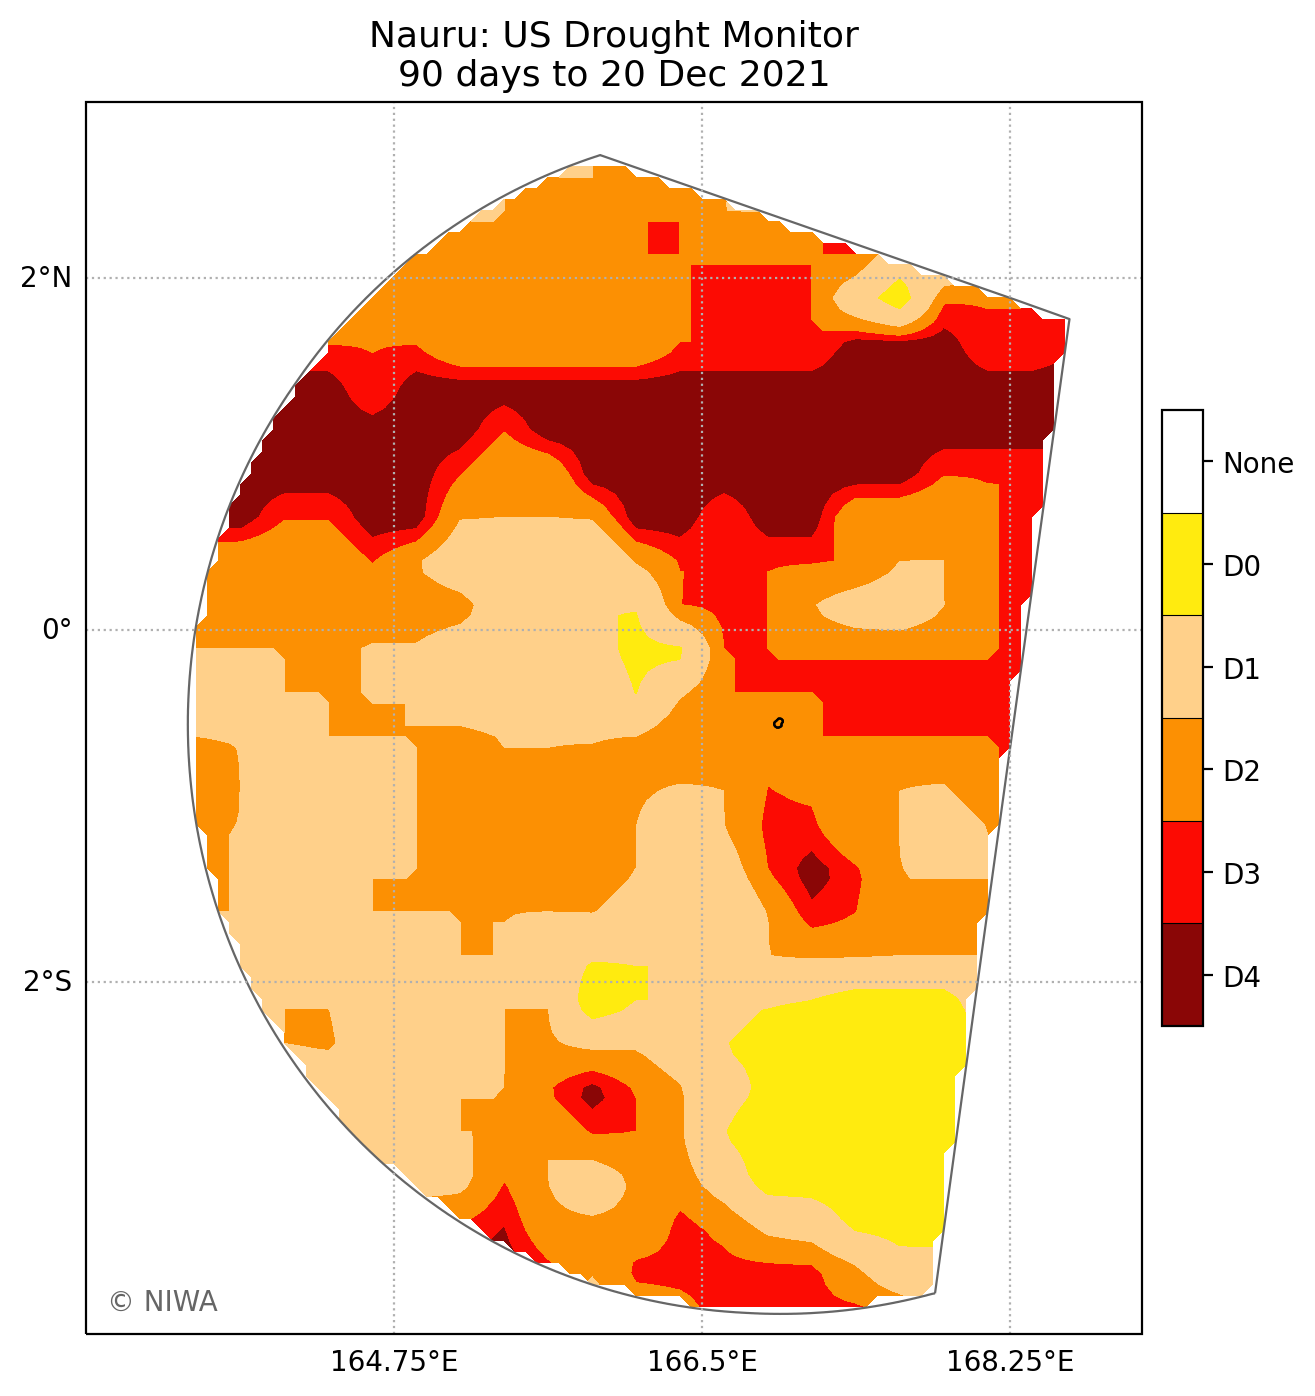 Nauru: US Drought Monitor
90 days to 20 Dec 2021
2°N
0°
2°S
164.75°E
166.5°E
168.25°E
None
D0
D1
D2
D3
D4
© NIWA